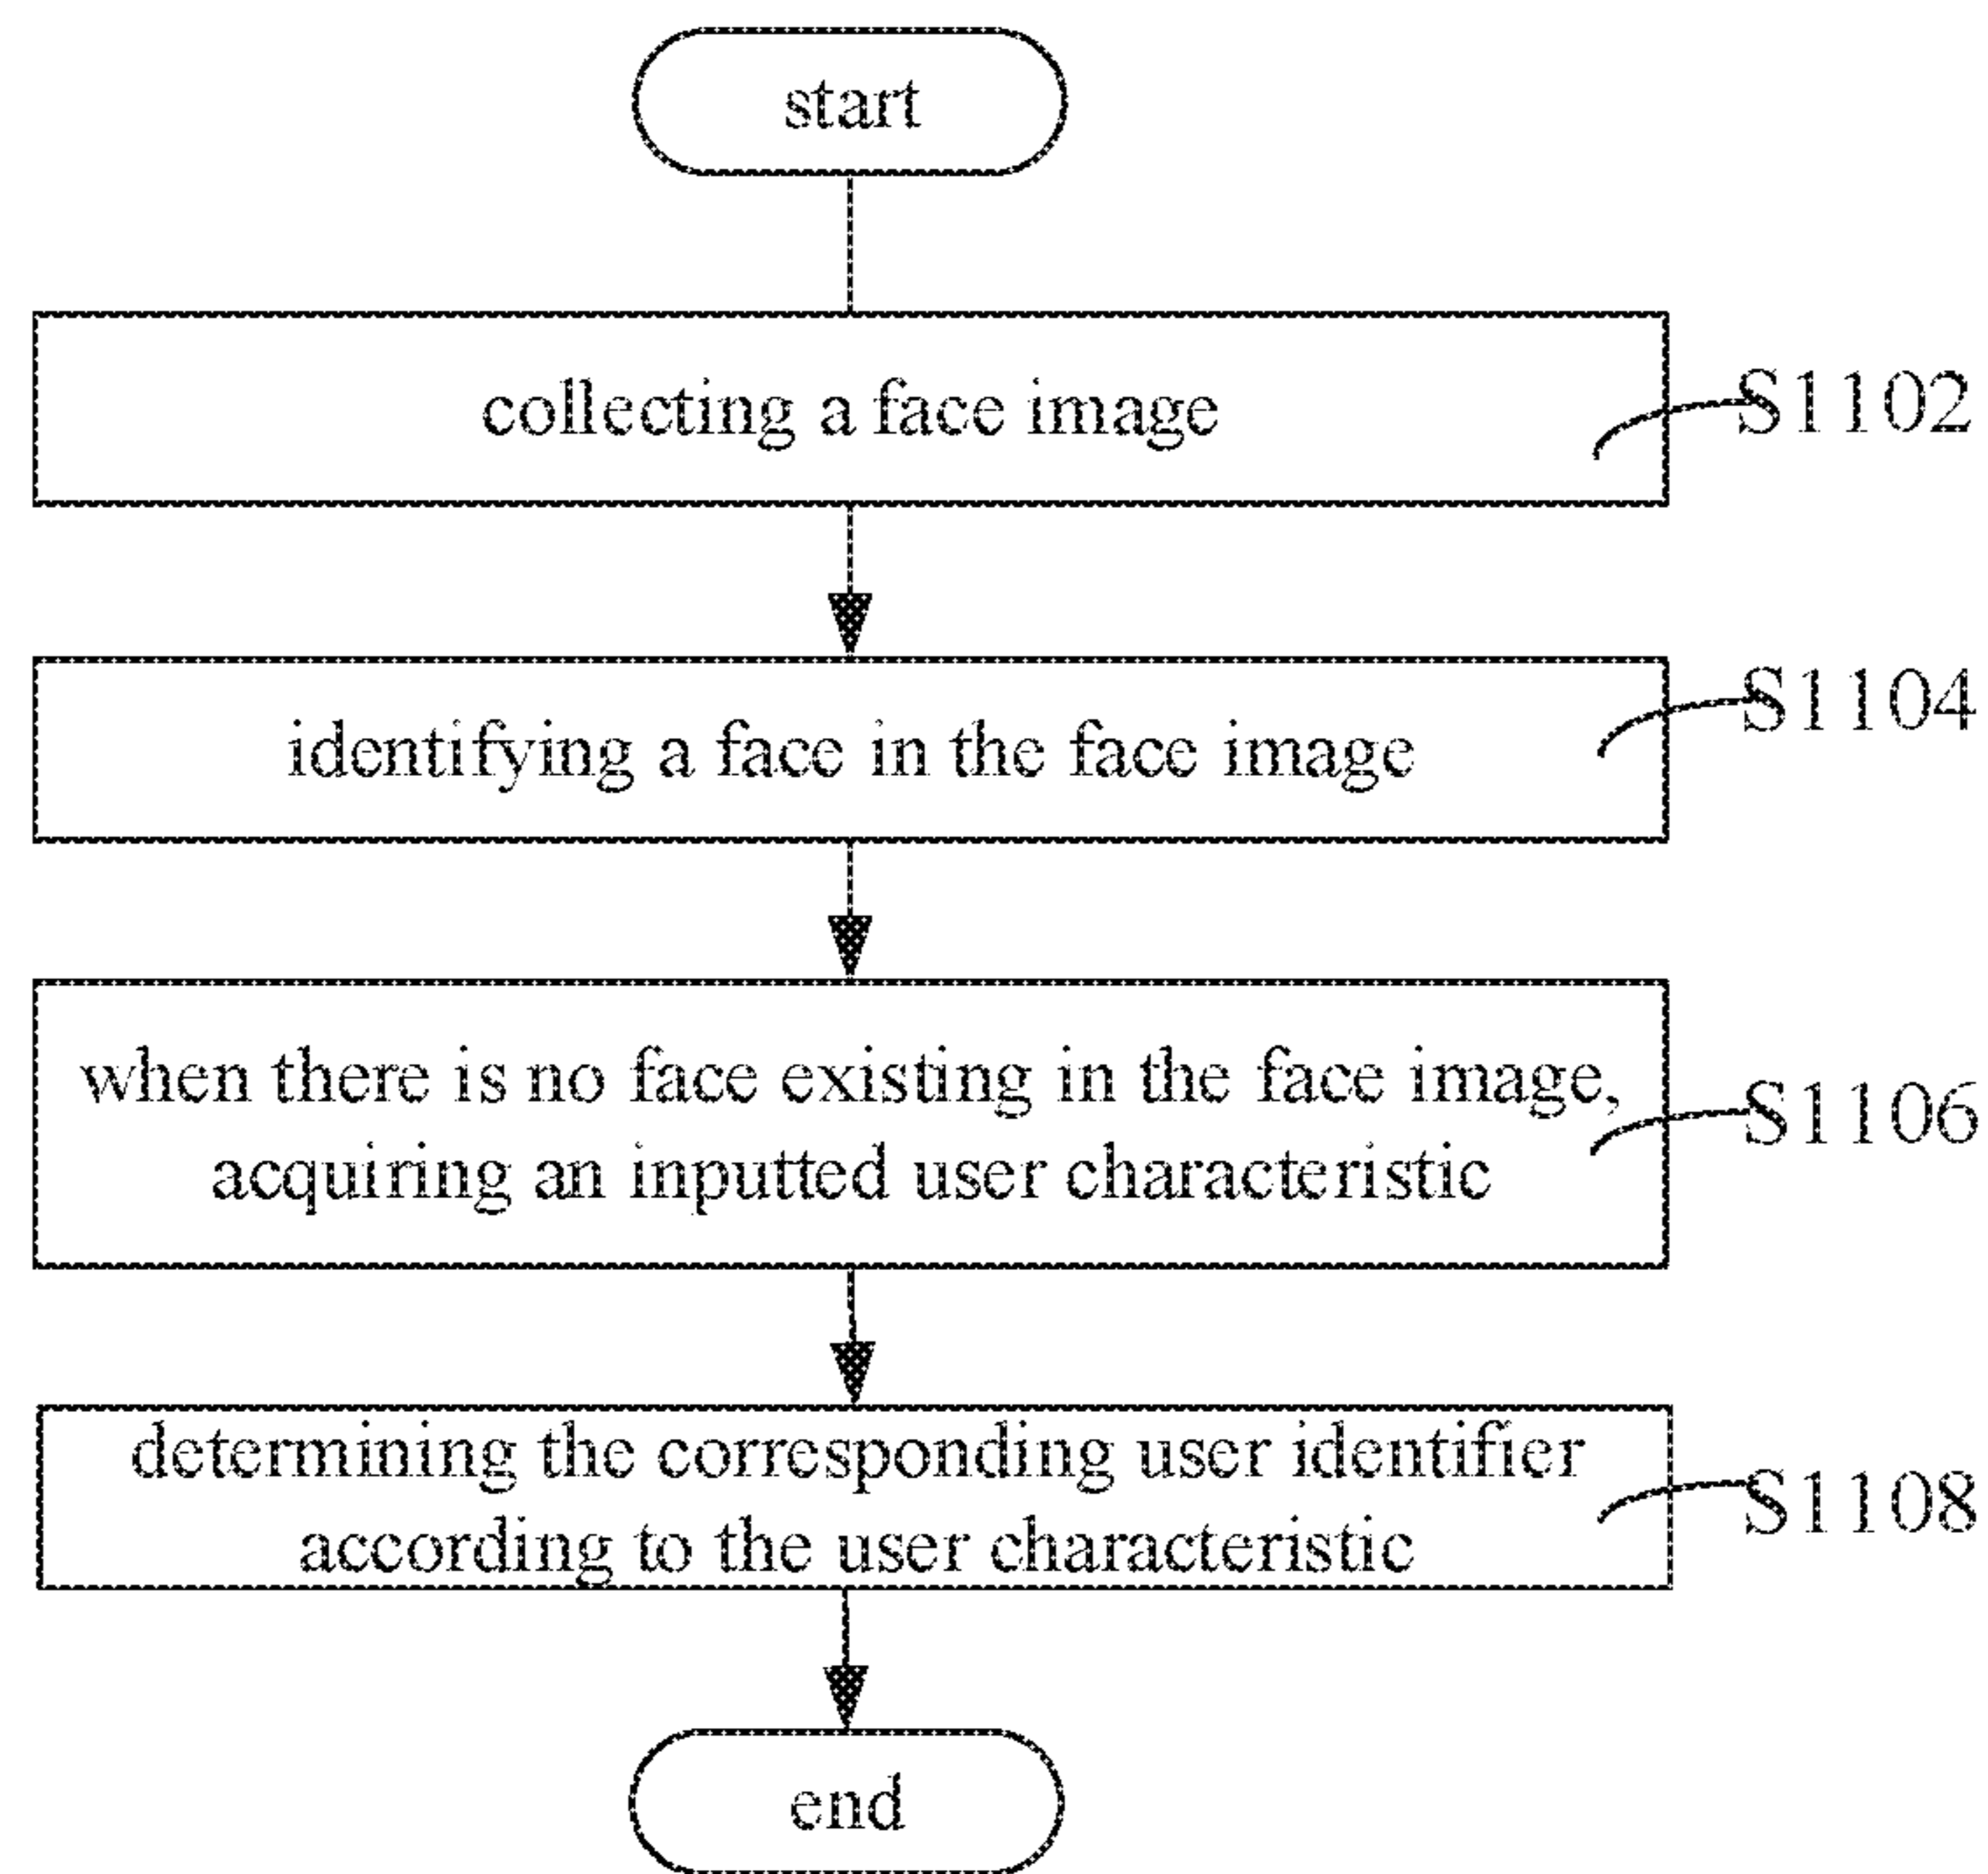 start
collecting a face image
S1102
identifying a face in the face image
S1104
when there is no face existing in the face image,
acquiring an inputted user characteristic
S1106
determining the corresponding user identifier
according to the user characteristic
S1108
end